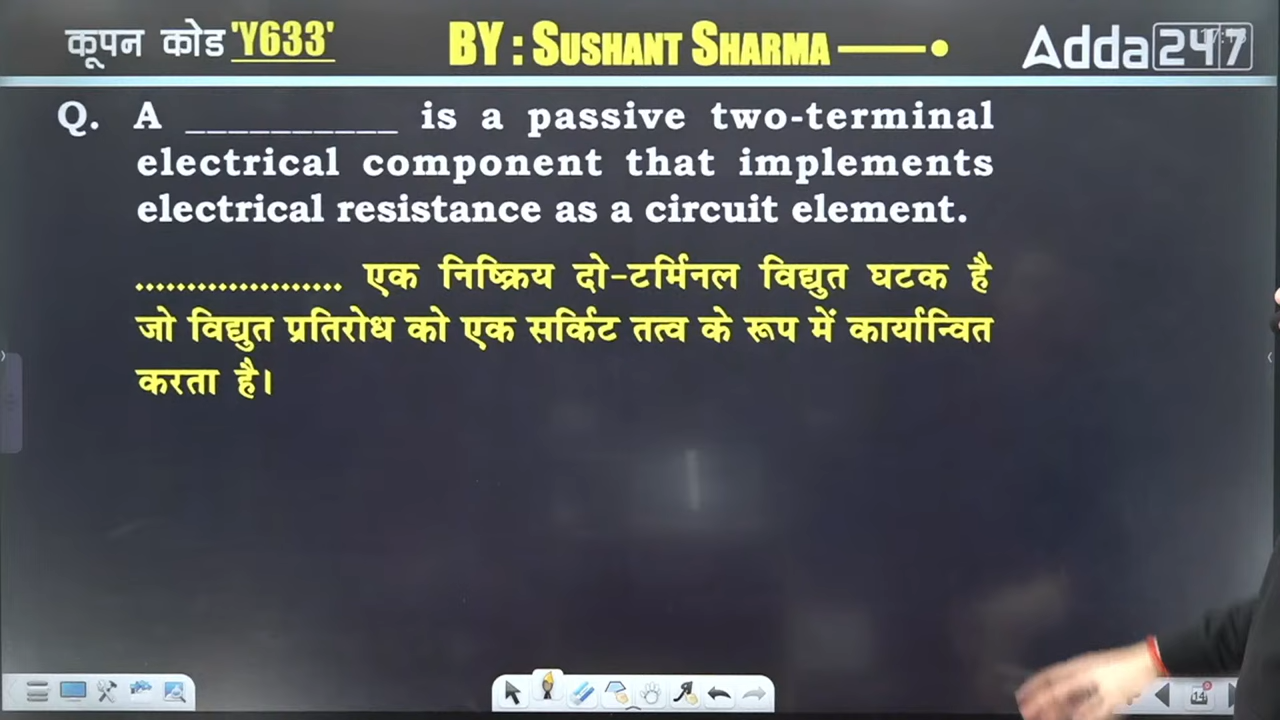 कूपन कोड 'Y633'
BY : SUSHANT SHARMA
Adda247
Q. A __________ is a passive two-terminal
electrical component that implements
electrical resistance as a circuit element.
.................... एक निष्क्रिय दो-टर्मिनल विद्युत घटक है
जो विद्युत प्रतिरोध को एक सर्किट तत्व के रूप में कार्यान्वित
करता है।
14